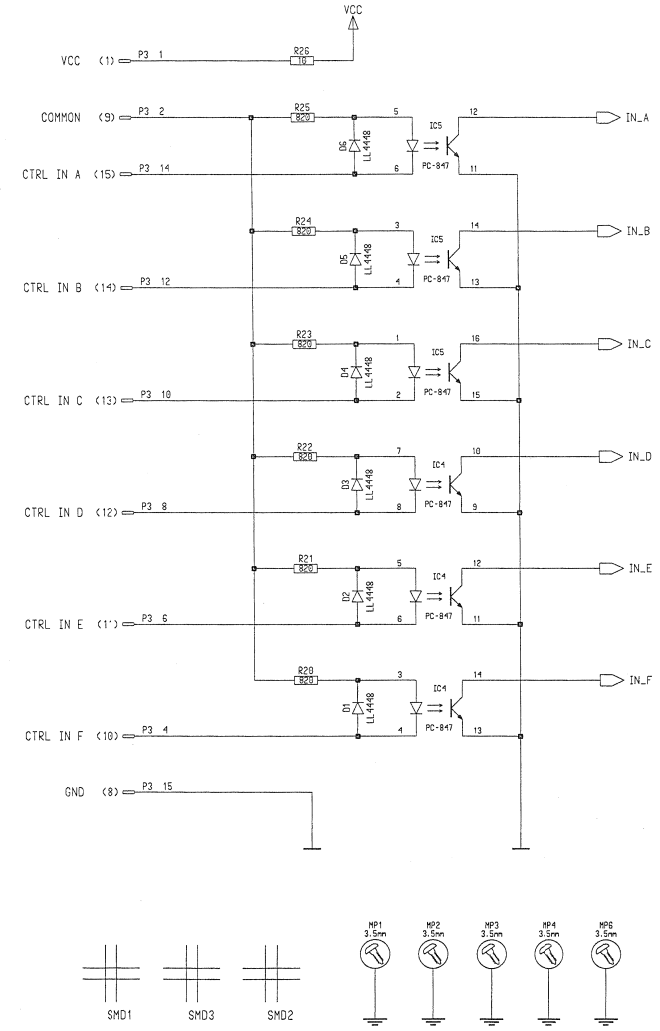 VCC
VCC (1) P3 1 R26 10
COMMON (9) P3 2 R25 820 5 IC5 12 IN_A
D6 LL4448
CTRL IN A (15) P3 14 6 PC-847 11
R24 820 3 IC5 14 IN_B
D5 LL4448
CTRL IN B (14) P3 12 4 PC-847 13
R23 820 1 IC5 16 IN_C
D4 LL4448
CTRL IN C (13) P3 10 2 PC-847 15
R22 820 7 IC4 10 IN_D
D3 LL4448
CTRL IN D (12) P3 8 8 PC-847 9
R21 820 5 IC4 12 IN_E
D2 LL4448
CTRL IN E (11) P3 6 6 PC-847 11
R20 820 3 IC4 14 IN_F
D1 LL4448
CTRL IN F (10) P3 4 4 PC-847 13
GND (8) P3 15
MP1 MP2 MP3 MP4 MP6
3.5mm 3.5mm 3.5mm 3.5mm 3.5mm
SMD1 SMD3 SMD2